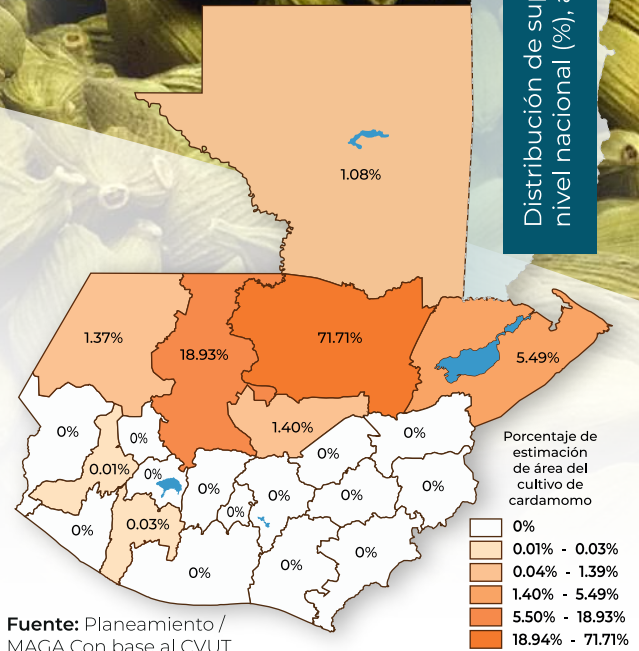 Distribución de
nivel nacional (%),
1.08%
1.37%
18.93%
71.71%
5.49%
1.40%
0%
0%
0%
0%
0.01%
0%
0%
0%
0%
0%
0%
0%
0.03%
0%
0%
0%
0%
Porcentaje de
estimación
de área del
cultivo de
cardamomo
0%
0.01% - 0.03%
0.04% - 1.39%
1.40% - 5.49%
5.50% - 18.93%
18.94% - 71.71%
Fuente: Planeamiento /
MAGA Con base al CVUT